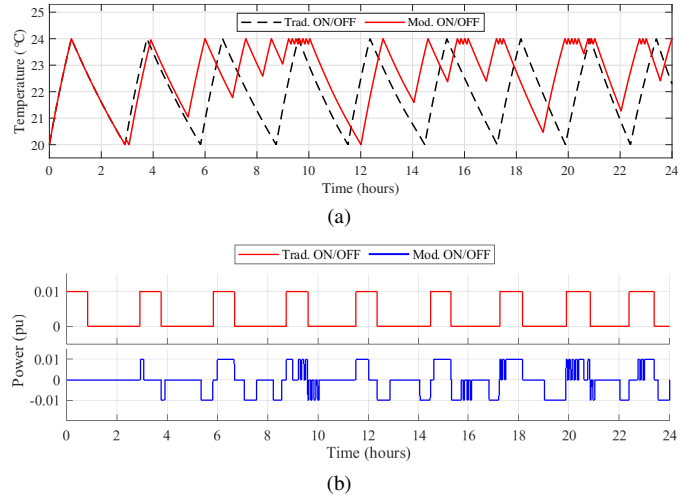 Trad. ON/OFF Mod. ON/OFF
Temperature (℃)
25
24
23
22
21
20
0 2 4 6 8 10 12 14 16 18 20 22 24
Time (hours)
(a)
Trad. ON/OFF Mod. ON/OFF
Power (pu)
0.01
0
0.01
0
-0.01
0 2 4 6 8 10 12 14 16 18 20 22 24
Time (hours)
(b)